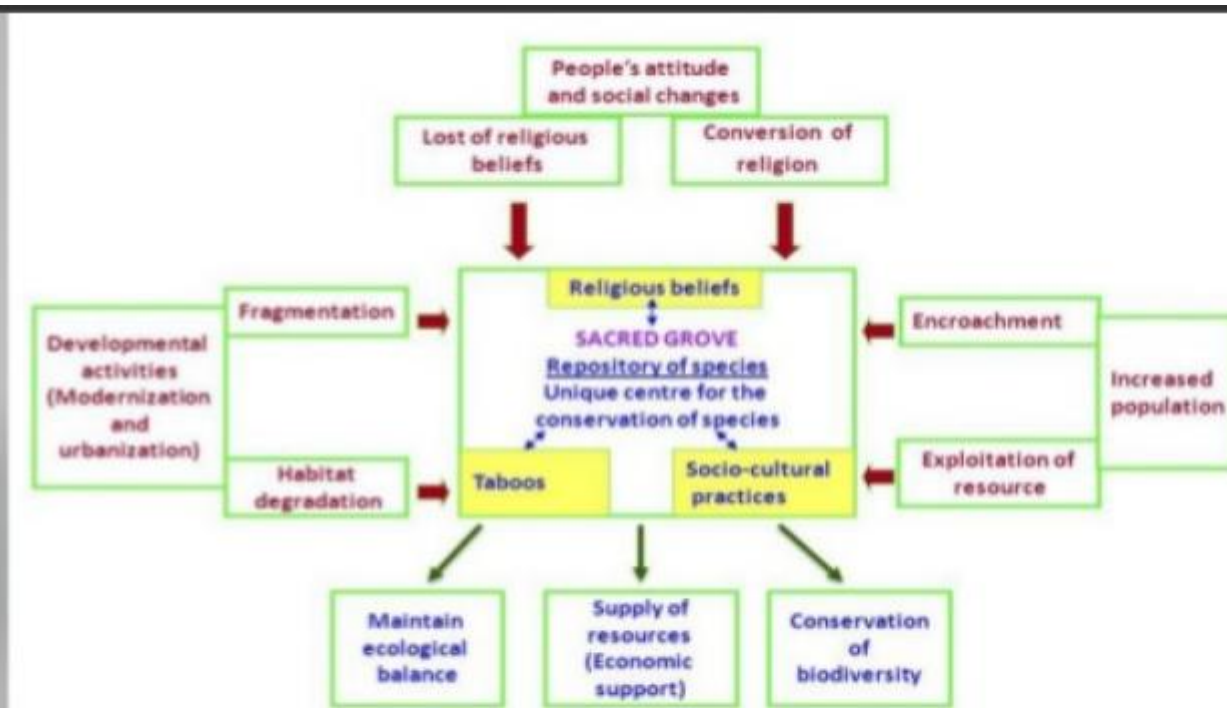 People's attitude
and social changes
Lost of religious
beliefs
Conversion of
religion
Religious beliefs
SACRED GROVE
Repository of species
Unique centre for the
conservation of species
Taboos
Socio-cultural
practices
Developmental
activities
(Modernization
and
urbanization)
Fragmentation
Habitat
degradation
Encroachment
Exploitation of
resource
Increased
population
Maintain
ecological
balance
Supply of
resources
(Economic
support)
Conservation
of
biodiversity